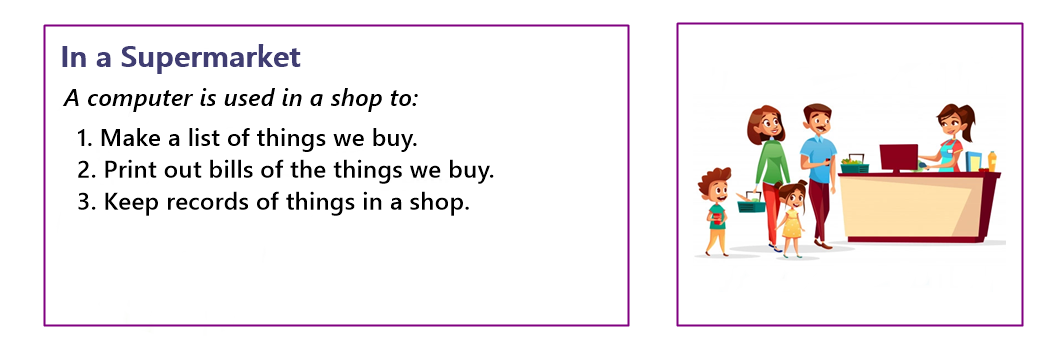 In a Supermarket
A computer is used in a shop to:
1. Make a list of things we buy.
2. Print out bills of the things we buy.
3. Keep records of things in a shop.